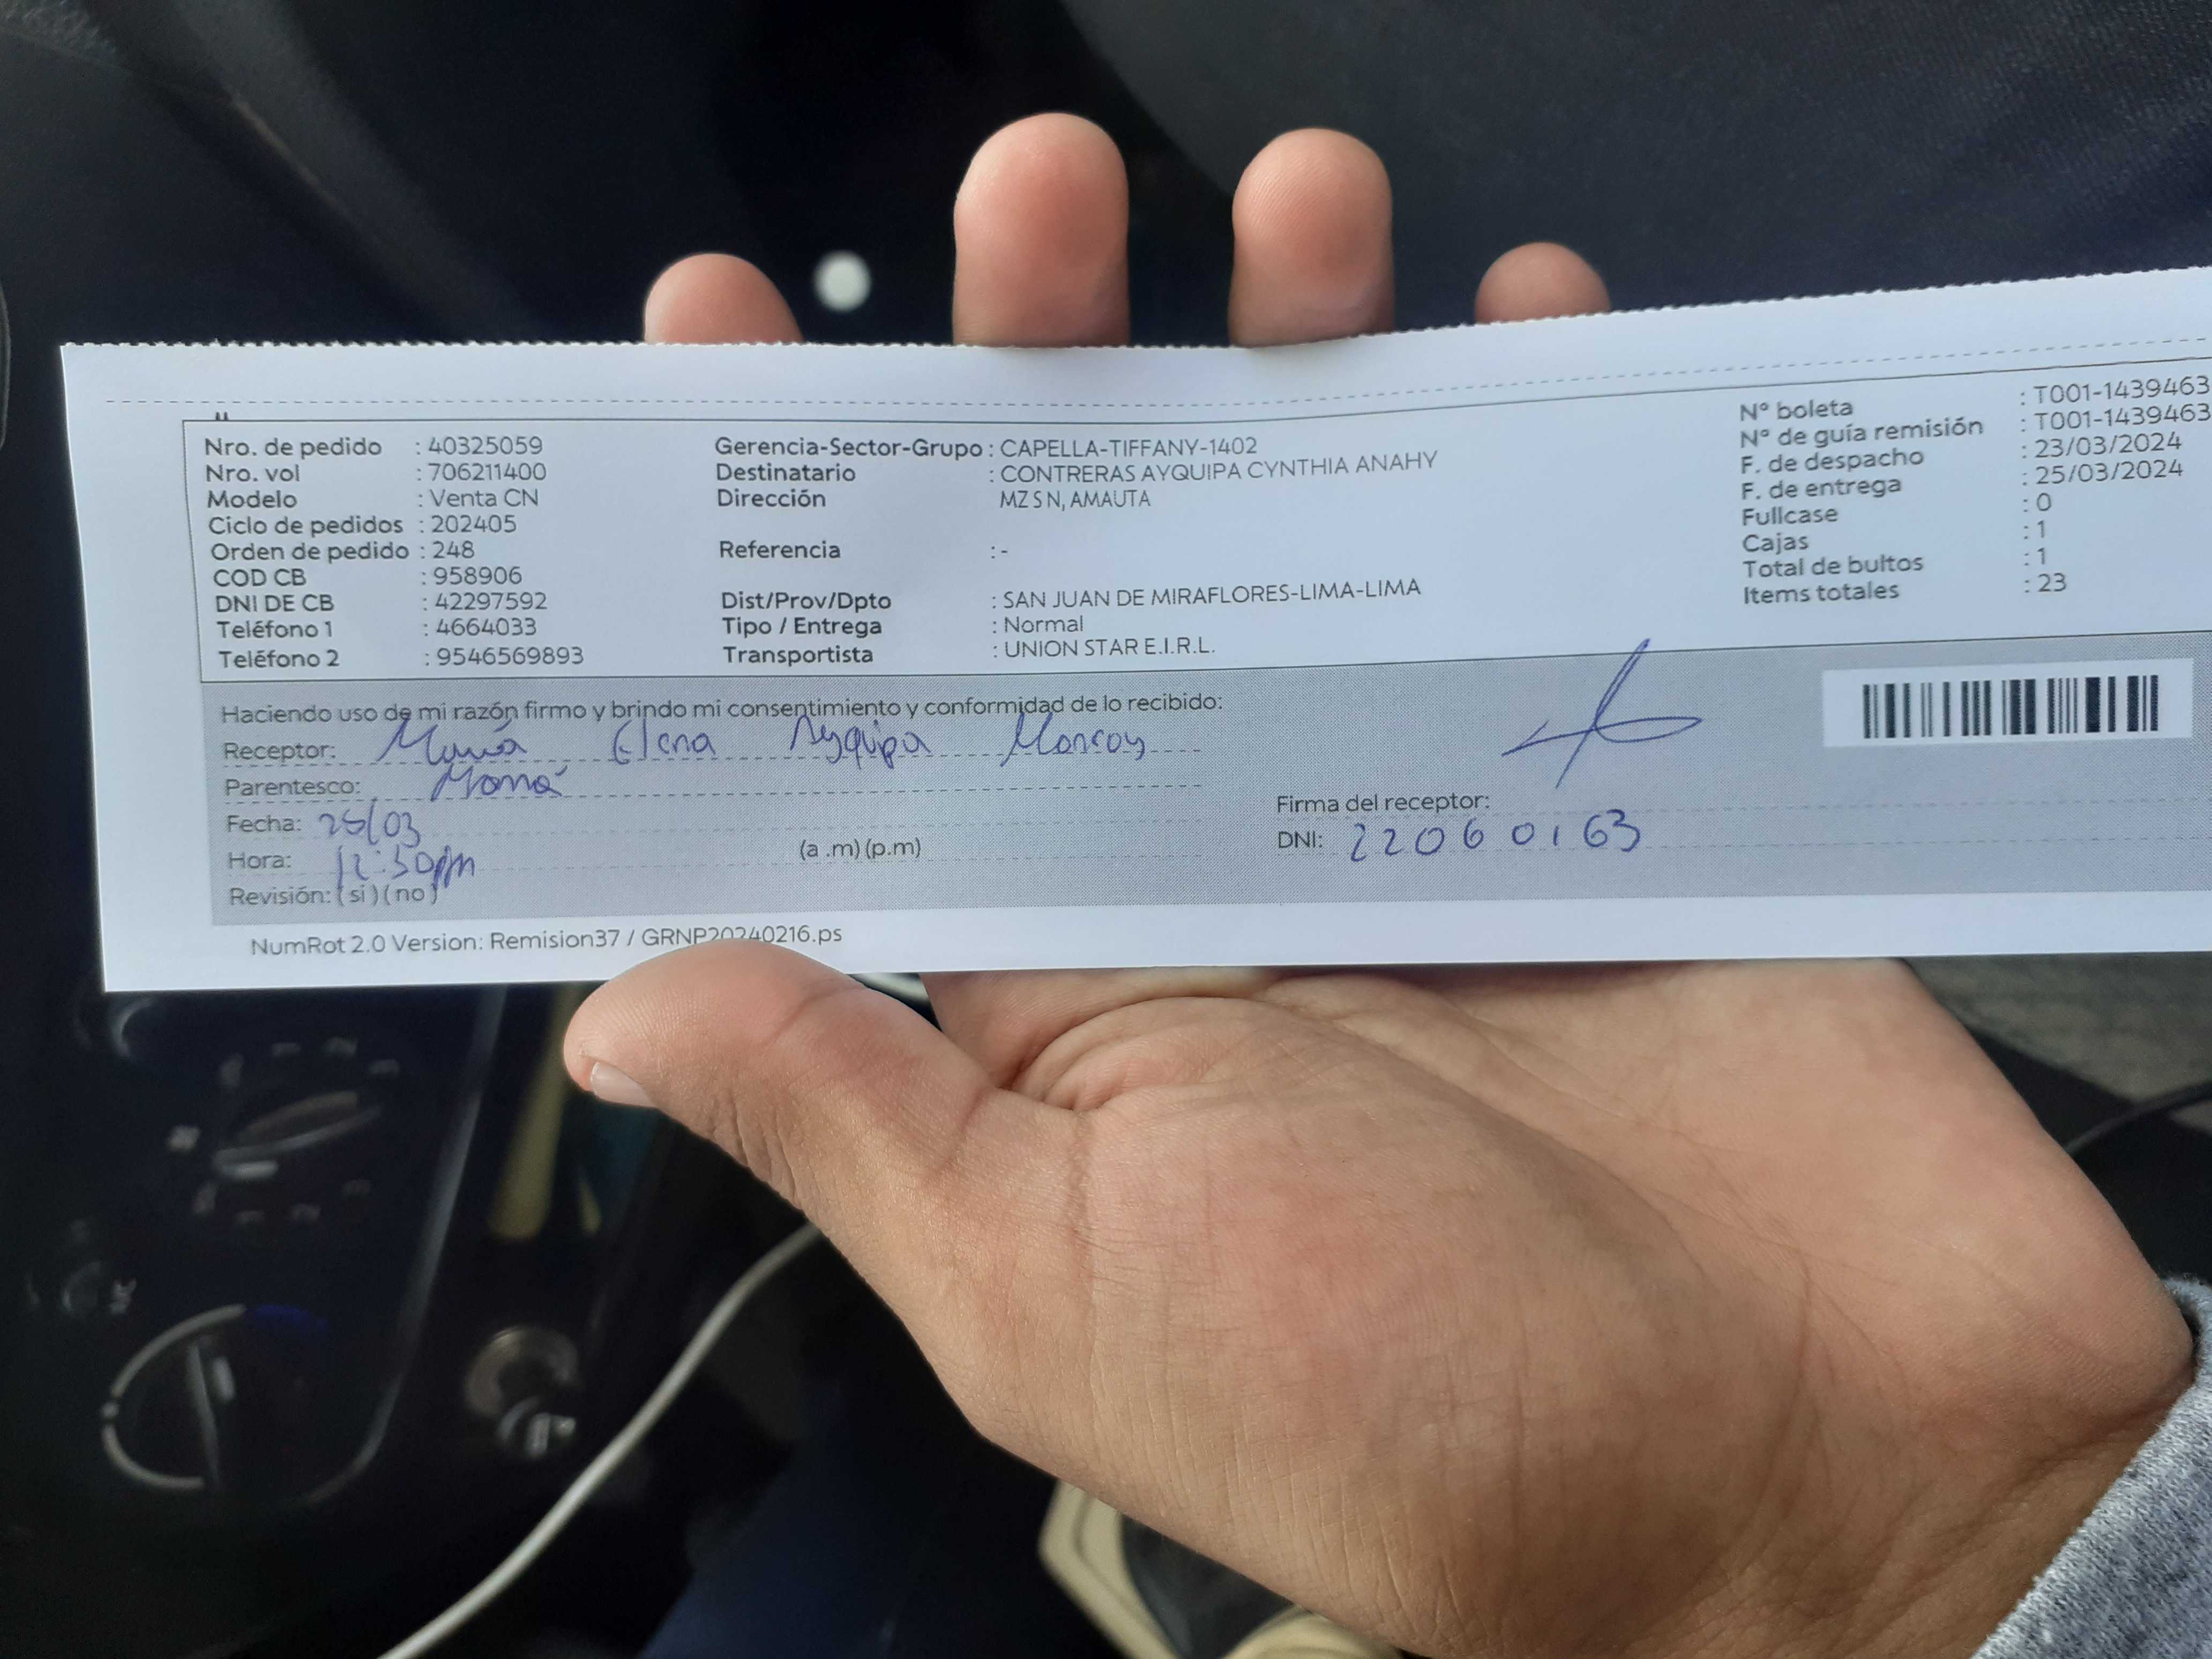 Nro. de pedido : 40325059
Nro. vol : 706211400
Modelo : Venta CN
Ciclo de pedidos : 202405
Orden de pedido : 248
COD CB : 958906
DNI DE CB : 42297592
Teléfono 1 : 4664033
Teléfono 2 : 9546569893
Gerencia-Sector-Grupo : CAPELLA-TIFFANY-1402
Destinatario : CONTRERAS AYQUIPA CYNTHIA ANAHY
Dirección MZ S N, AMAUTA
Referencia : -
Dist/Prov/Dpto : SAN JUAN DE MIRAFLORES-LIMA-LIMA
Tipo / Entrega : Normal
Transportista : UNION STAR E.I.R.L.
N° boleta : T001-1439463
N° de guía remisión : T001-1439463
F. de despacho : 23/03/2024
F. de entrega : 25/03/2024
Fullcase : 0
Cajas : 1
Total de bultos : 1
Items totales : 23
Haciendo uso de mi razón firmo y brindo mi consentimiento y conformidad de lo recibido:
Receptor: María Elena Ayquipa Monroy
Parentesco: Mamá
Fecha: 25/03
Hora: 12:30pm (a .m) (p.m)
Revisión: ( si ) ( no )
Firma del receptor:
DNI: 22060163
NumRot 2.0 Version: Remision37 / GRNP20240216.ps